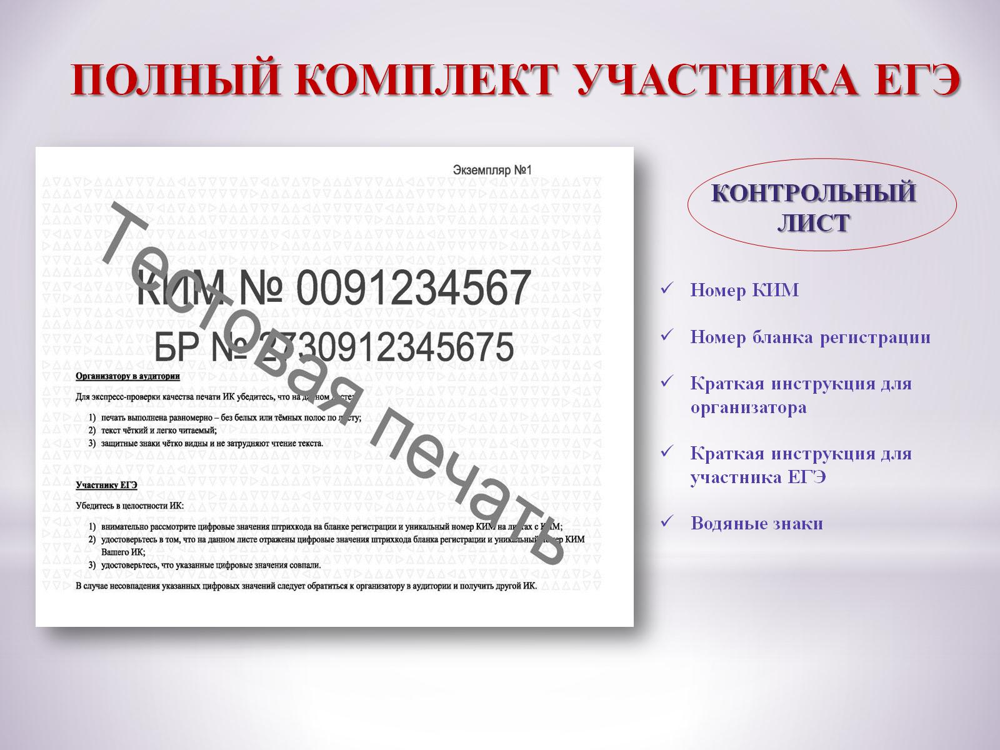 ПОЛНЫЙ КОМПЛЕКТ УЧАСТНИКА ЕГЭ
Экземпляр №1
Тестовая печать
КИМ № 0091234567
БР № 2730912345675
Организатору в аудитории
Для экспресс-проверки качества печати ИК убедитесь, что на данном листе:
1) печать выполнена равномерно – без белых или тёмных полос по листу;
2) текст чёткий и легко читаемый;
3) защитные знаки чётко видны и не затрудняют чтение текста.
Участнику ЕГЭ
Убедитесь в целостности ИК:
1) внимательно рассмотрите цифровые значения штрихкода на бланке регистрации и уникальный номер КИМ на листах с КИМ;
2) удостоверьтесь в том, что на данном листе отражены цифровые значения штрихкода бланка регистрации и уникальный номер КИМ
Вашего ИК;
3) удостоверьтесь, что указанные цифровые значения совпали.
В случае несовпадения указанных цифровых значений следует обратиться к организатору в аудитории и получить другой ИК.
КОНТРОЛЬНЫЙ
ЛИСТ
✓ Номер КИМ
✓ Номер бланка регистрации
✓ Краткая инструкция для
организатора
✓ Краткая инструкция для
участника ЕГЭ
✓ Водяные знаки